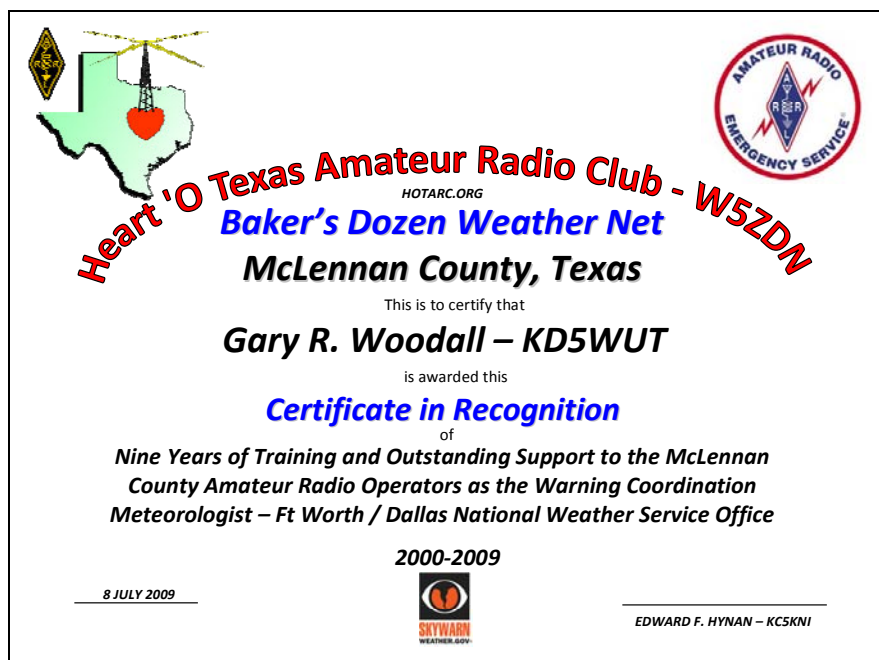 A
R R
L
AMATEUR RADIO
A
R R
L
EMERGENCY SERVICE
Heart 'O Texas Amateur Radio Club - W5ZDN
HOTARC.ORG
Baker's Dozen Weather Net
McLennan County, Texas
This is to certify that
Gary R. Woodall – KD5WUT
is awarded this
Certificate in Recognition
of
Nine Years of Training and Outstanding Support to the McLennan
County Amateur Radio Operators as the Warning Coordination
Meteorologist – Ft Worth / Dallas National Weather Service Office
2000-2009
8 JULY 2009
SKYWARN
WEATHER.GOV
EDWARD F. HYNAN – KC5KNI